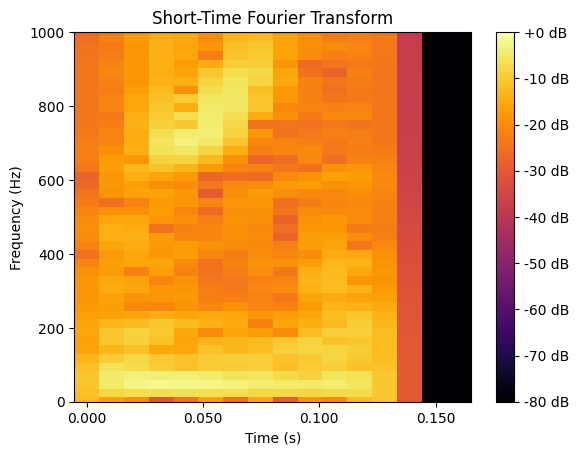 Short-Time Fourier Transform
1000
800
600
400
200
0
Frequency (Hz)
0.000
0.050
0.100
0.150
Time (s)
+0 dB
-10 dB
-20 dB
-30 dB
-40 dB
-50 dB
-60 dB
-70 dB
-80 dB